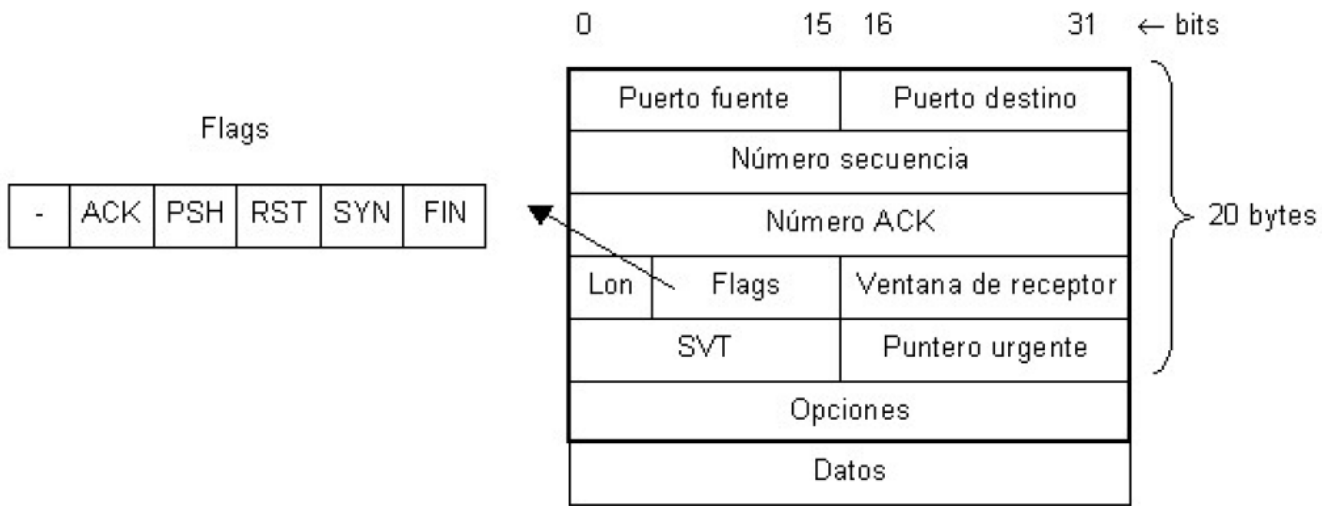 0 15 16 31 ← bits
Puerto fuente Puerto destino
Flags
Número secuencia
- ACK PSH RST SYN FIN
Número ACK
20 bytes
Lon Flags Ventana de receptor
SVT Puntero urgente
Opciones
Datos